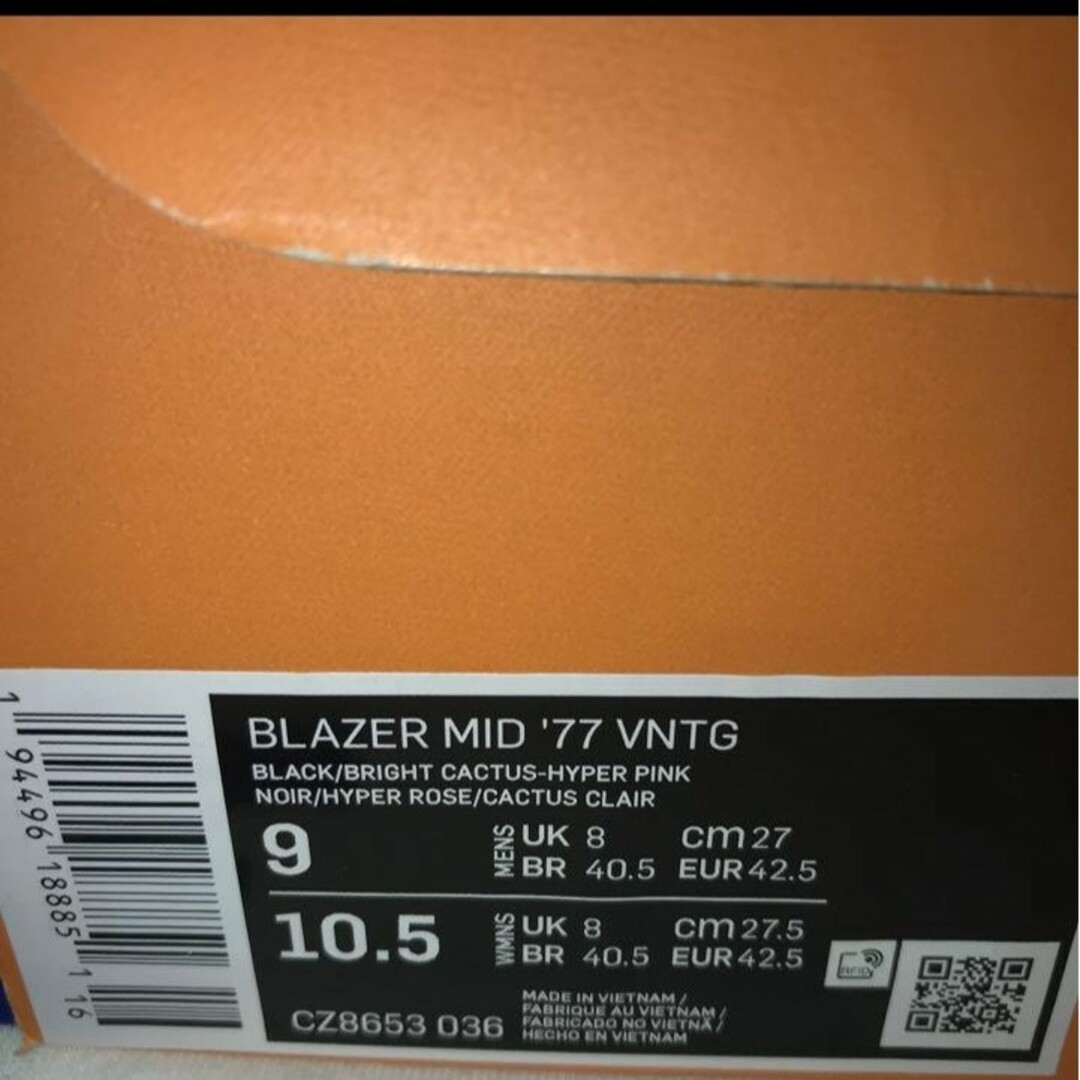 BLAZER MID '77 VNTG
BLACK/BRIGHT CACTUS-HYPER PINK
NOIR/HYPER ROSE/CACTUS CLAIR
9 MENS UK 8 cm 27
BR 40.5 EUR 42.5
10.5 WMNS UK 8 cm 27.5
BR 40.5 EUR 42.5
RFID
CZ8653 036
MADE IN VIETNAM /
FABRIQUE AU VIETNAM /
FABRICADO NO VIETNÃ /
HECHO EN VIETNAM
1 94496 18885 1 16